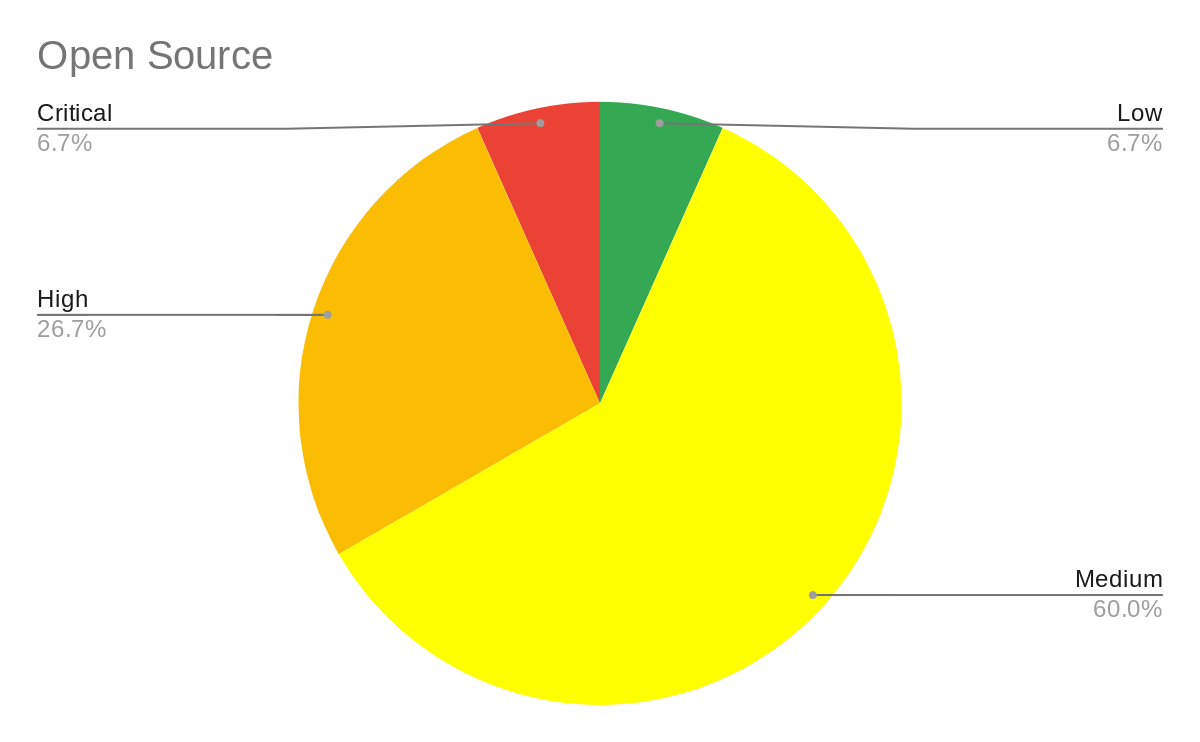 Open Source
Critical
6.7%
Low
6.7%
High
26.7%
Medium
60.0%